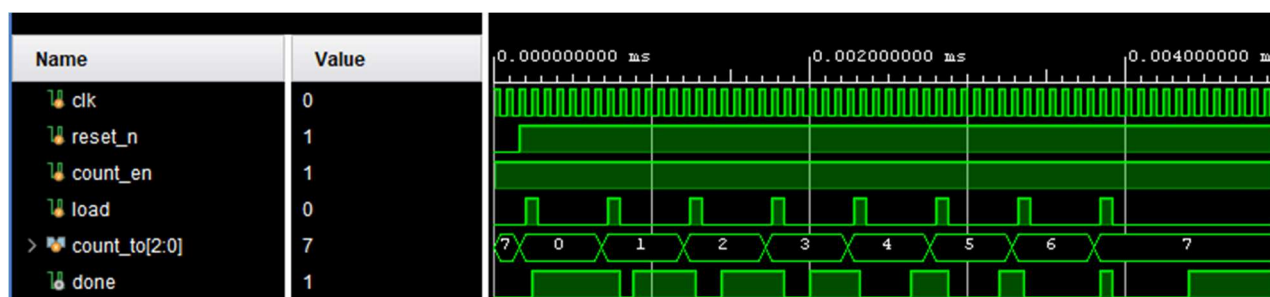 Name Value 0.000000000 ms 0.002000000 ms 0.004000000 m
clk 0
reset_n 1
count_en 1
load 0
count_to[2:0] 7 7 0 1 2 3 4 5 6 7
done 1